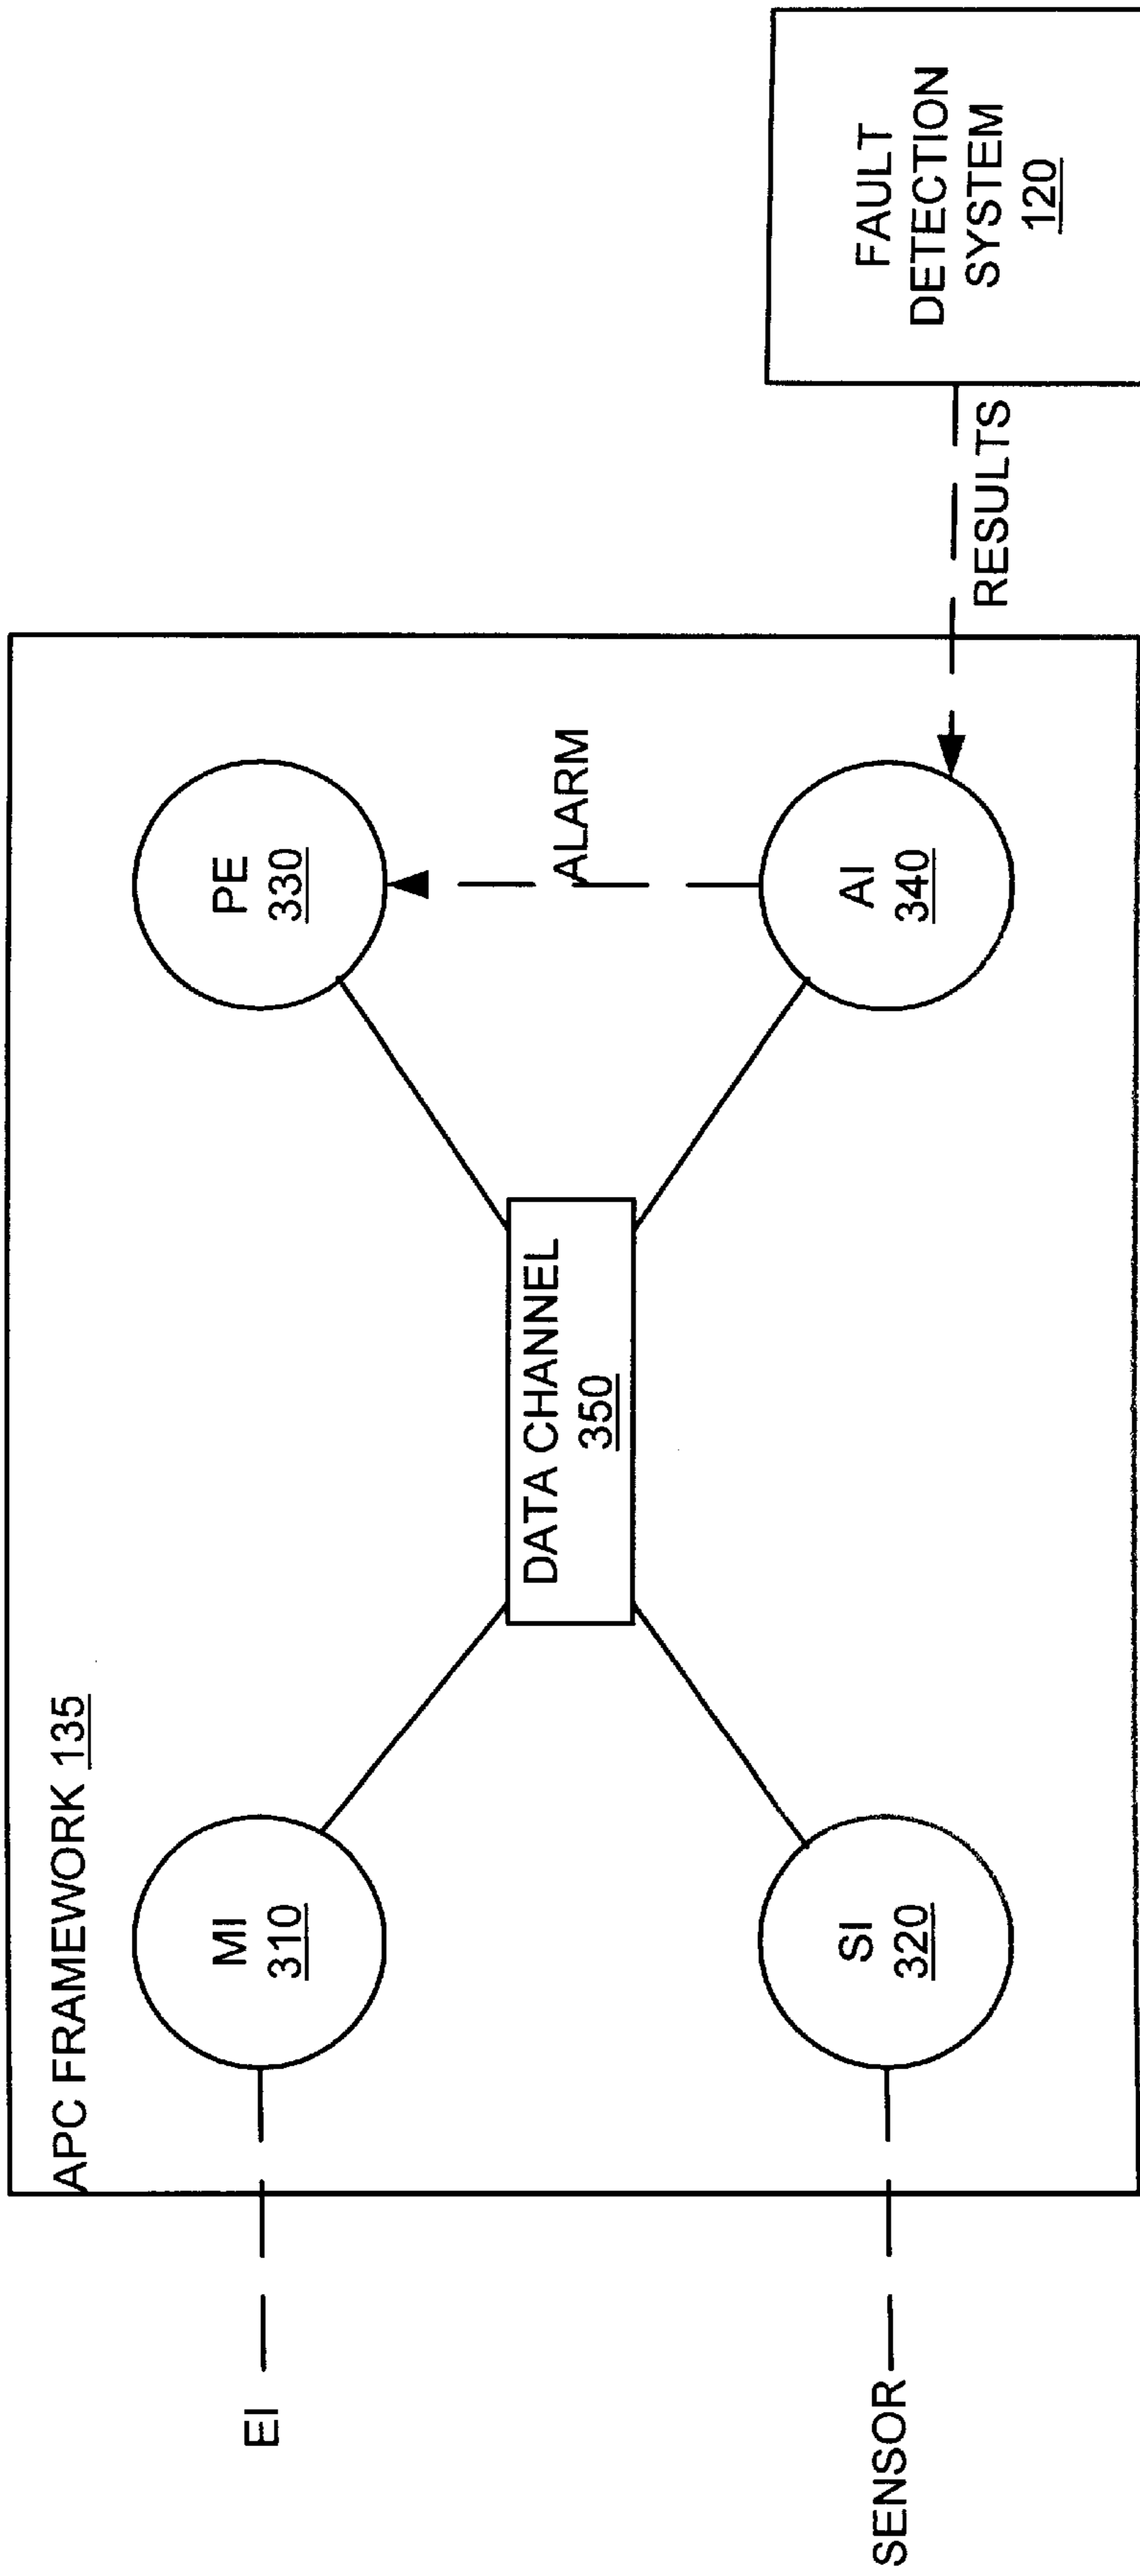 APC FRAMEWORK 135
EI
MI
310
PE
330
DATA CHANNEL
350
ALARM
SENSOR
SI
320
AI
340
RESULTS
FAULT
DETECTION
SYSTEM
120